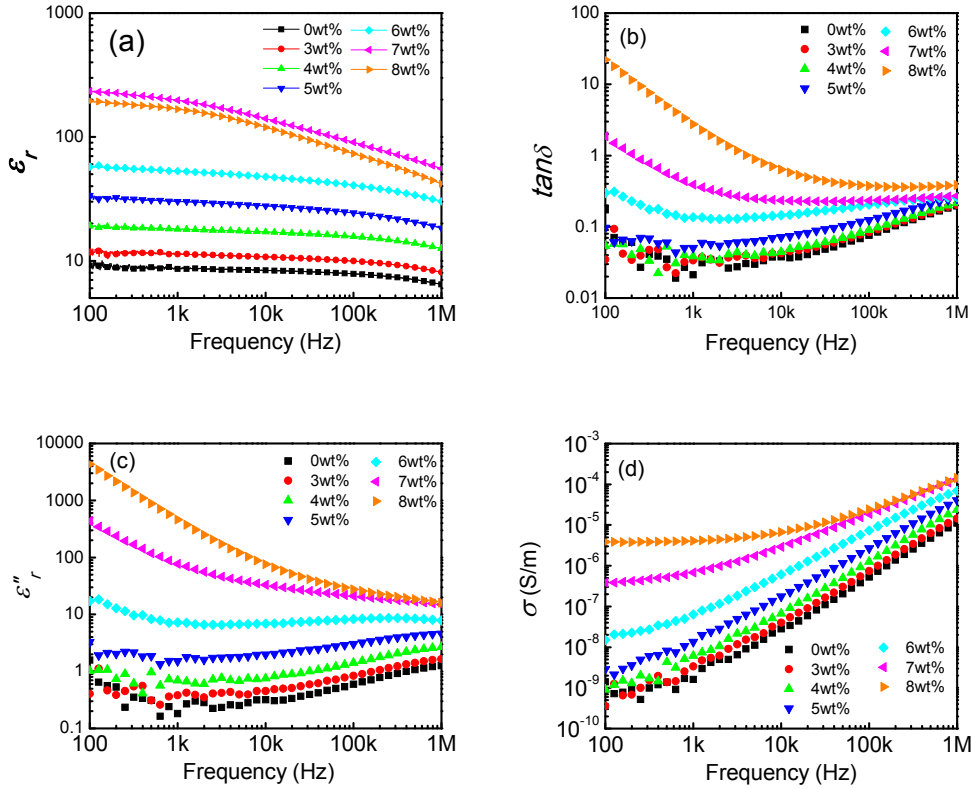 (a)
0wt% 6wt%
3wt% 7wt%
4wt% 8wt%
5wt%
1000
100
10
εr
100 1k 10k 100k 1M
Frequency (Hz)
(b)
0wt% 6wt%
3wt% 7wt%
4wt% 8wt%
5wt%
100
10
1
0.1
0.01
tanδ
100 1k 10k 100k 1M
Frequency (Hz)
(c)
0wt% 6wt%
3wt% 7wt%
4wt% 8wt%
5wt%
10000
1000
100
10
1
0.1
ε″r
100 1k 10k 100k 1M
Frequency (Hz)
(d)
10⁻³
10⁻⁴
10⁻⁵
10⁻⁶
10⁻⁷
10⁻⁸
10⁻⁹
10⁻¹⁰
σ (S/m)
0wt% 6wt%
3wt% 7wt%
4wt% 8wt%
5wt%
100 1k 10k 100k 1M
Frequency (Hz)